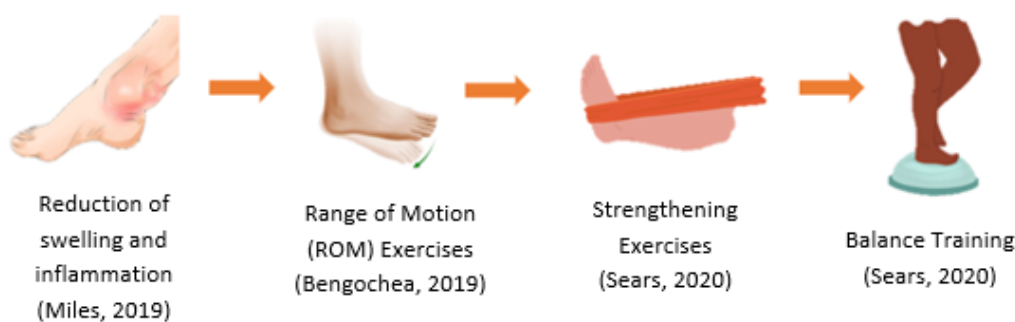 Reduction of
swelling and
inflammation
(Miles, 2019)
Range of Motion
(ROM) Exercises
(Bengochea, 2019)
Strengthening
Exercises
(Sears, 2020)
Balance Training
(Sears, 2020)